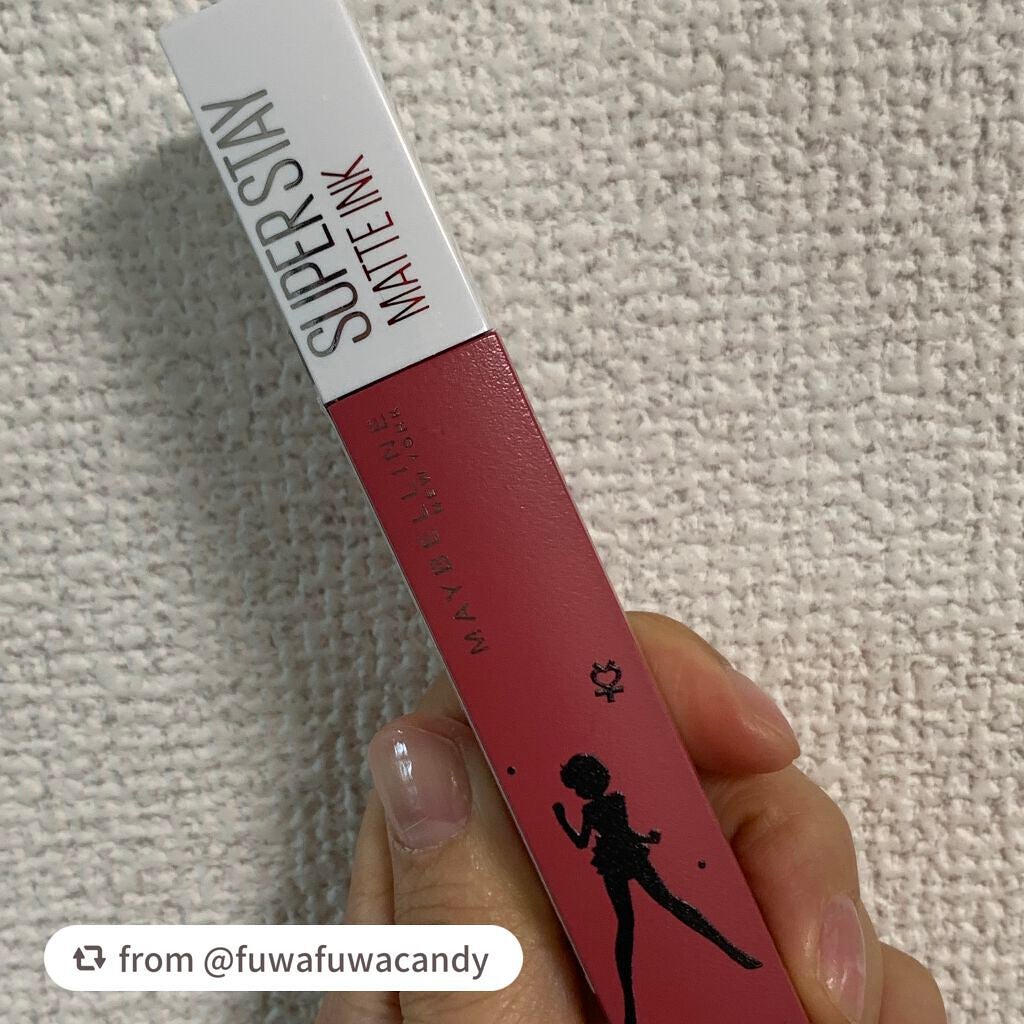 SUPER STAY
MATTE INK
MAYBELLINE
NEW YORK
from @fuwafuwacandy